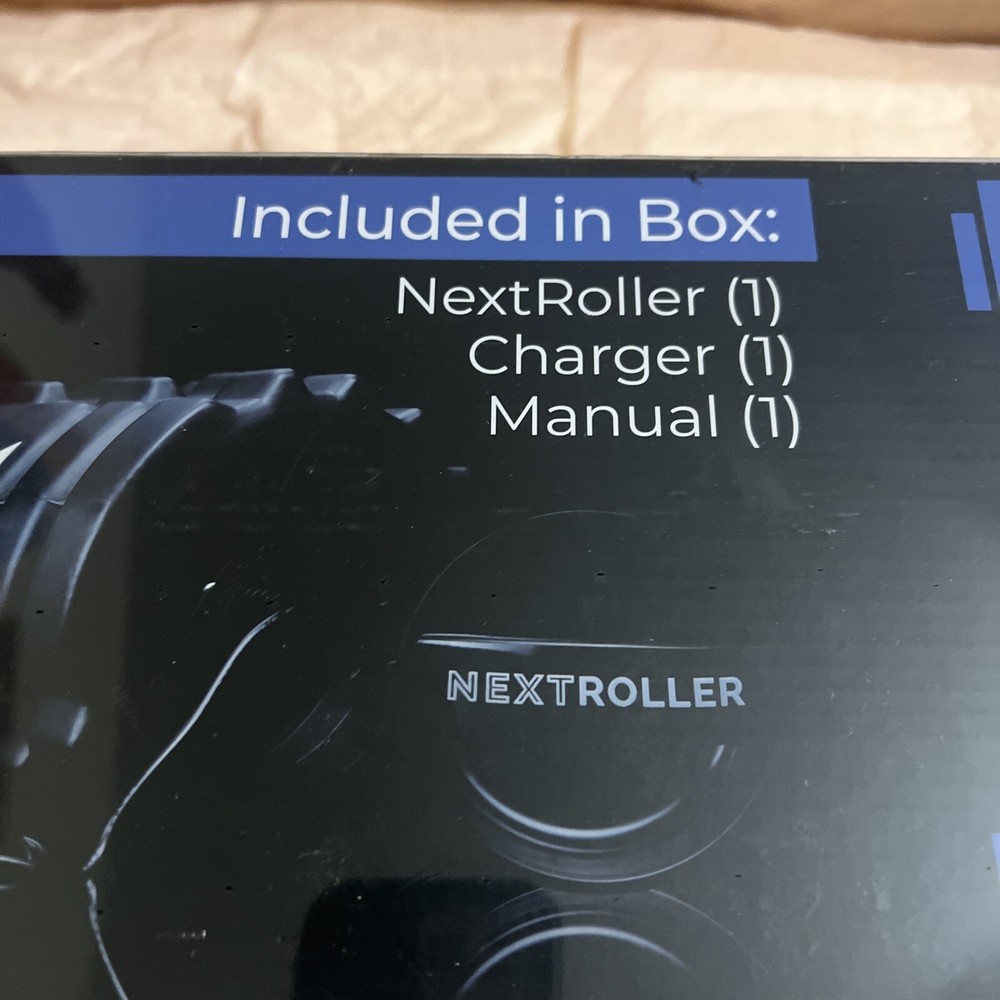 Included in Box:
NextRoller (1)
Charger (1)
Manual (1)
NEXTROLLER